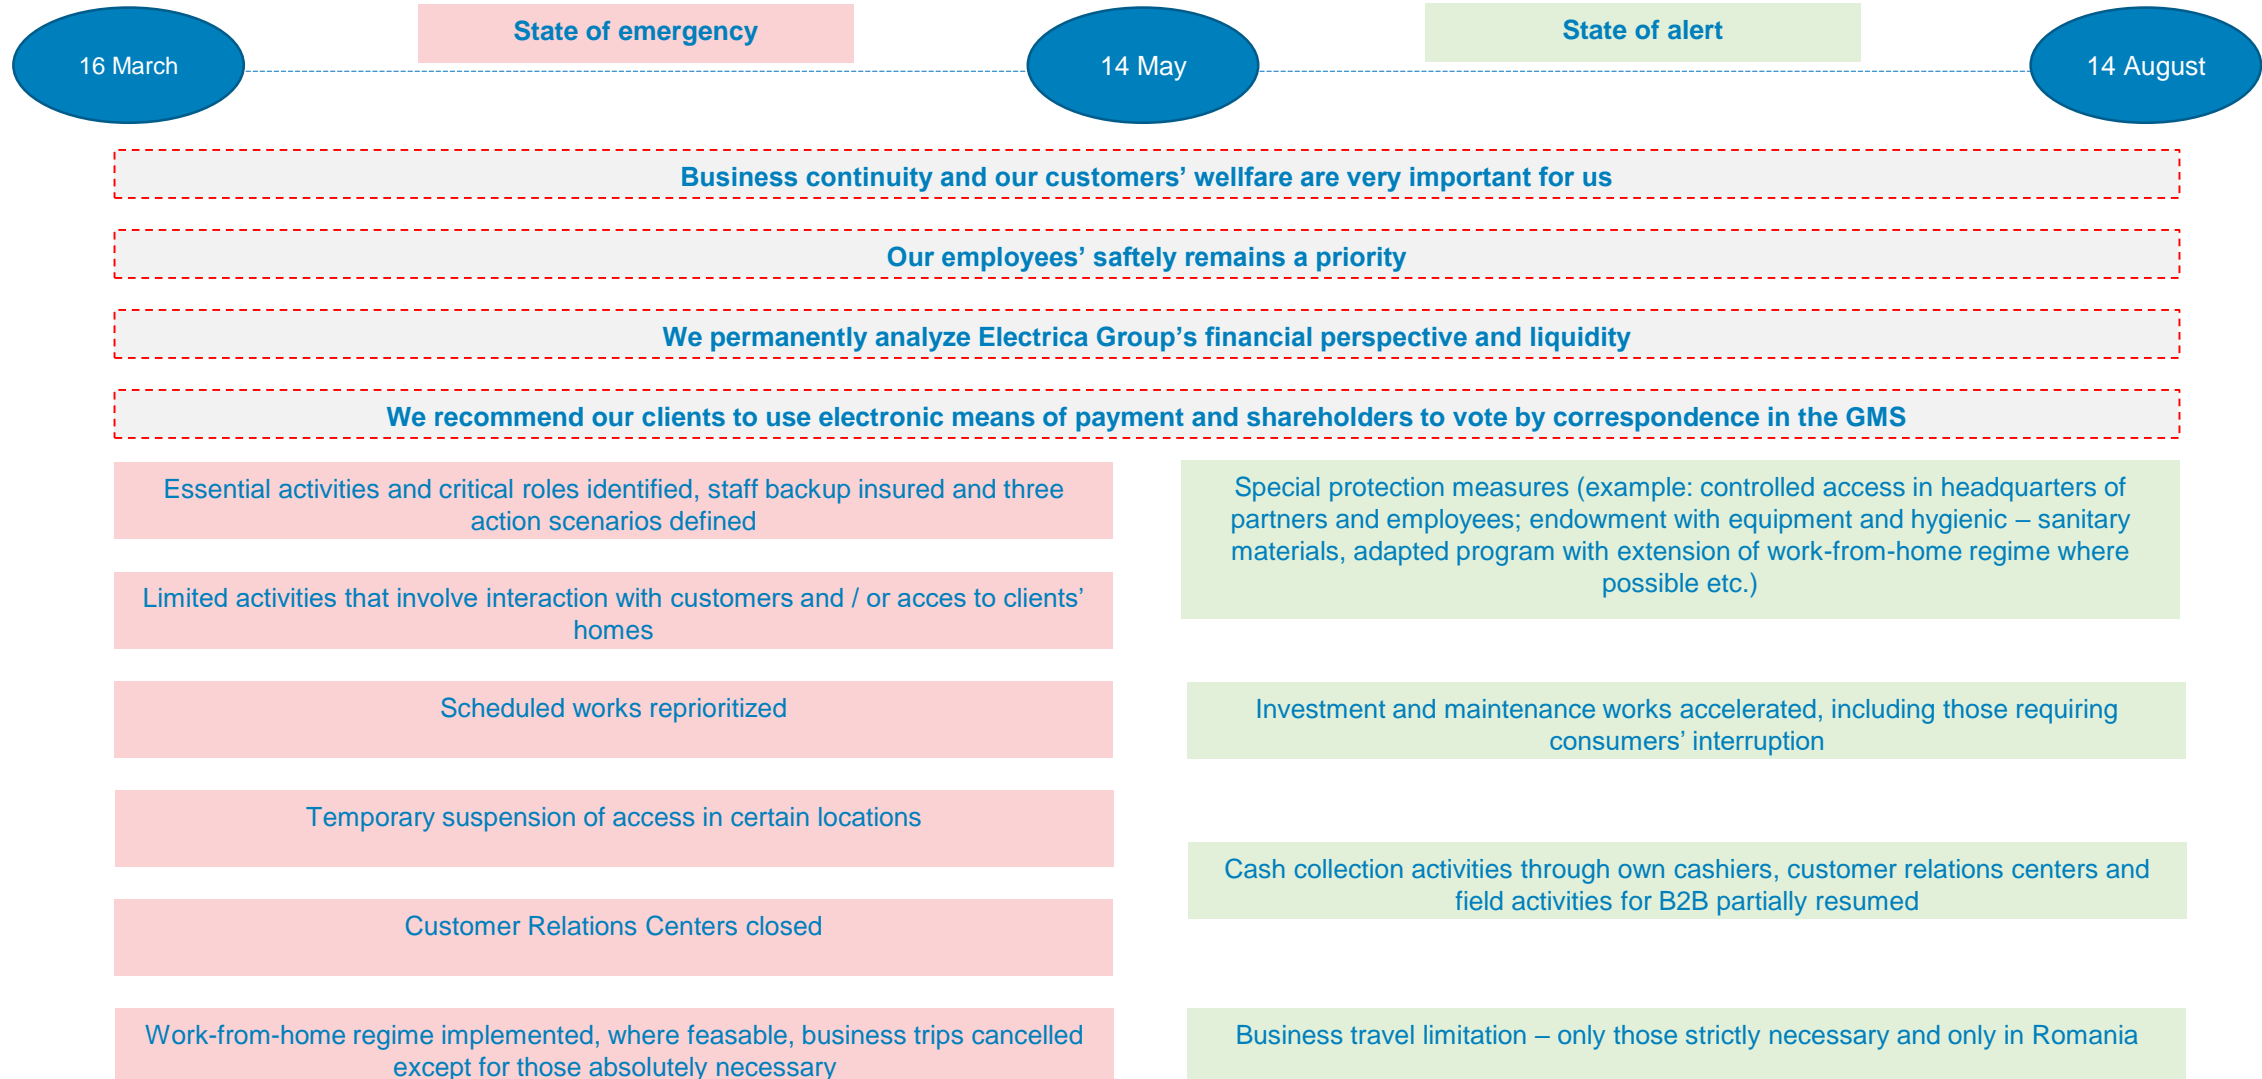 16 March
State of emergency
14 May
State of alert
14 August
Business continuity and our customers’ wellfare are very important for us
Our employees’ saftely remains a priority
We permanently analyze Electrica Group’s financial perspective and liquidity
We recommend our clients to use electronic means of payment and shareholders to vote by correspondence in the GMS
Essential activities and critical roles identified, staff backup insured and three
action scenarios defined
Limited activities that involve interaction with customers and / or acces to clients’
homes
Scheduled works reprioritized
Temporary suspension of access in certain locations
Customer Relations Centers closed
Work-from-home regime implemented, where feasable, business trips cancelled
except for those absolutely necessary
Special protection measures (example: controlled access in headquarters of
partners and employees; endowment with equipment and hygienic – sanitary
materials, adapted program with extension of work-from-home regime where
possible etc.)
Investment and maintenance works accelerated, including those requiring
consumers’ interruption
Cash collection activities through own cashiers, customer relations centers and
field activities for B2B partially resumed
Business travel limitation – only those strictly necessary and only in Romania